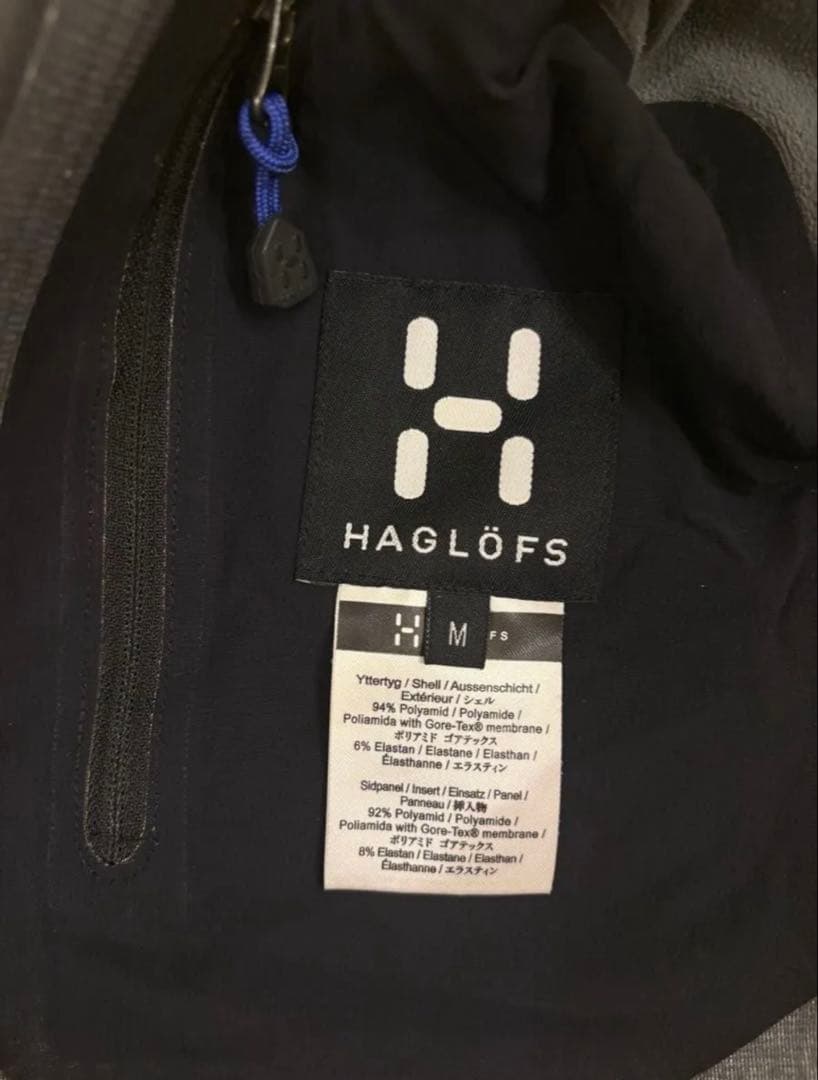 HAGLÖFS
M
FS
Yttertyg / Shell / Aussenschicht /
Extérieur / シェル
94% Polyamid / Polyamide /
Poliamida with Gore-Tex® membrane /
ポリアミド ゴアテックス
6% Elastan / Elastane / Elasthan /
Élasthanne / エラスティン
Sidpanel / Insert / Einsatz / Panel /
Panneau / 挿入物
92% Polyamid / Polyamide /
Poliamida with Gore-Tex® membrane /
ポリアミド ゴアテックス
8% Elastan / Elastane / Elasthan /
Élasthanne / エラスティン